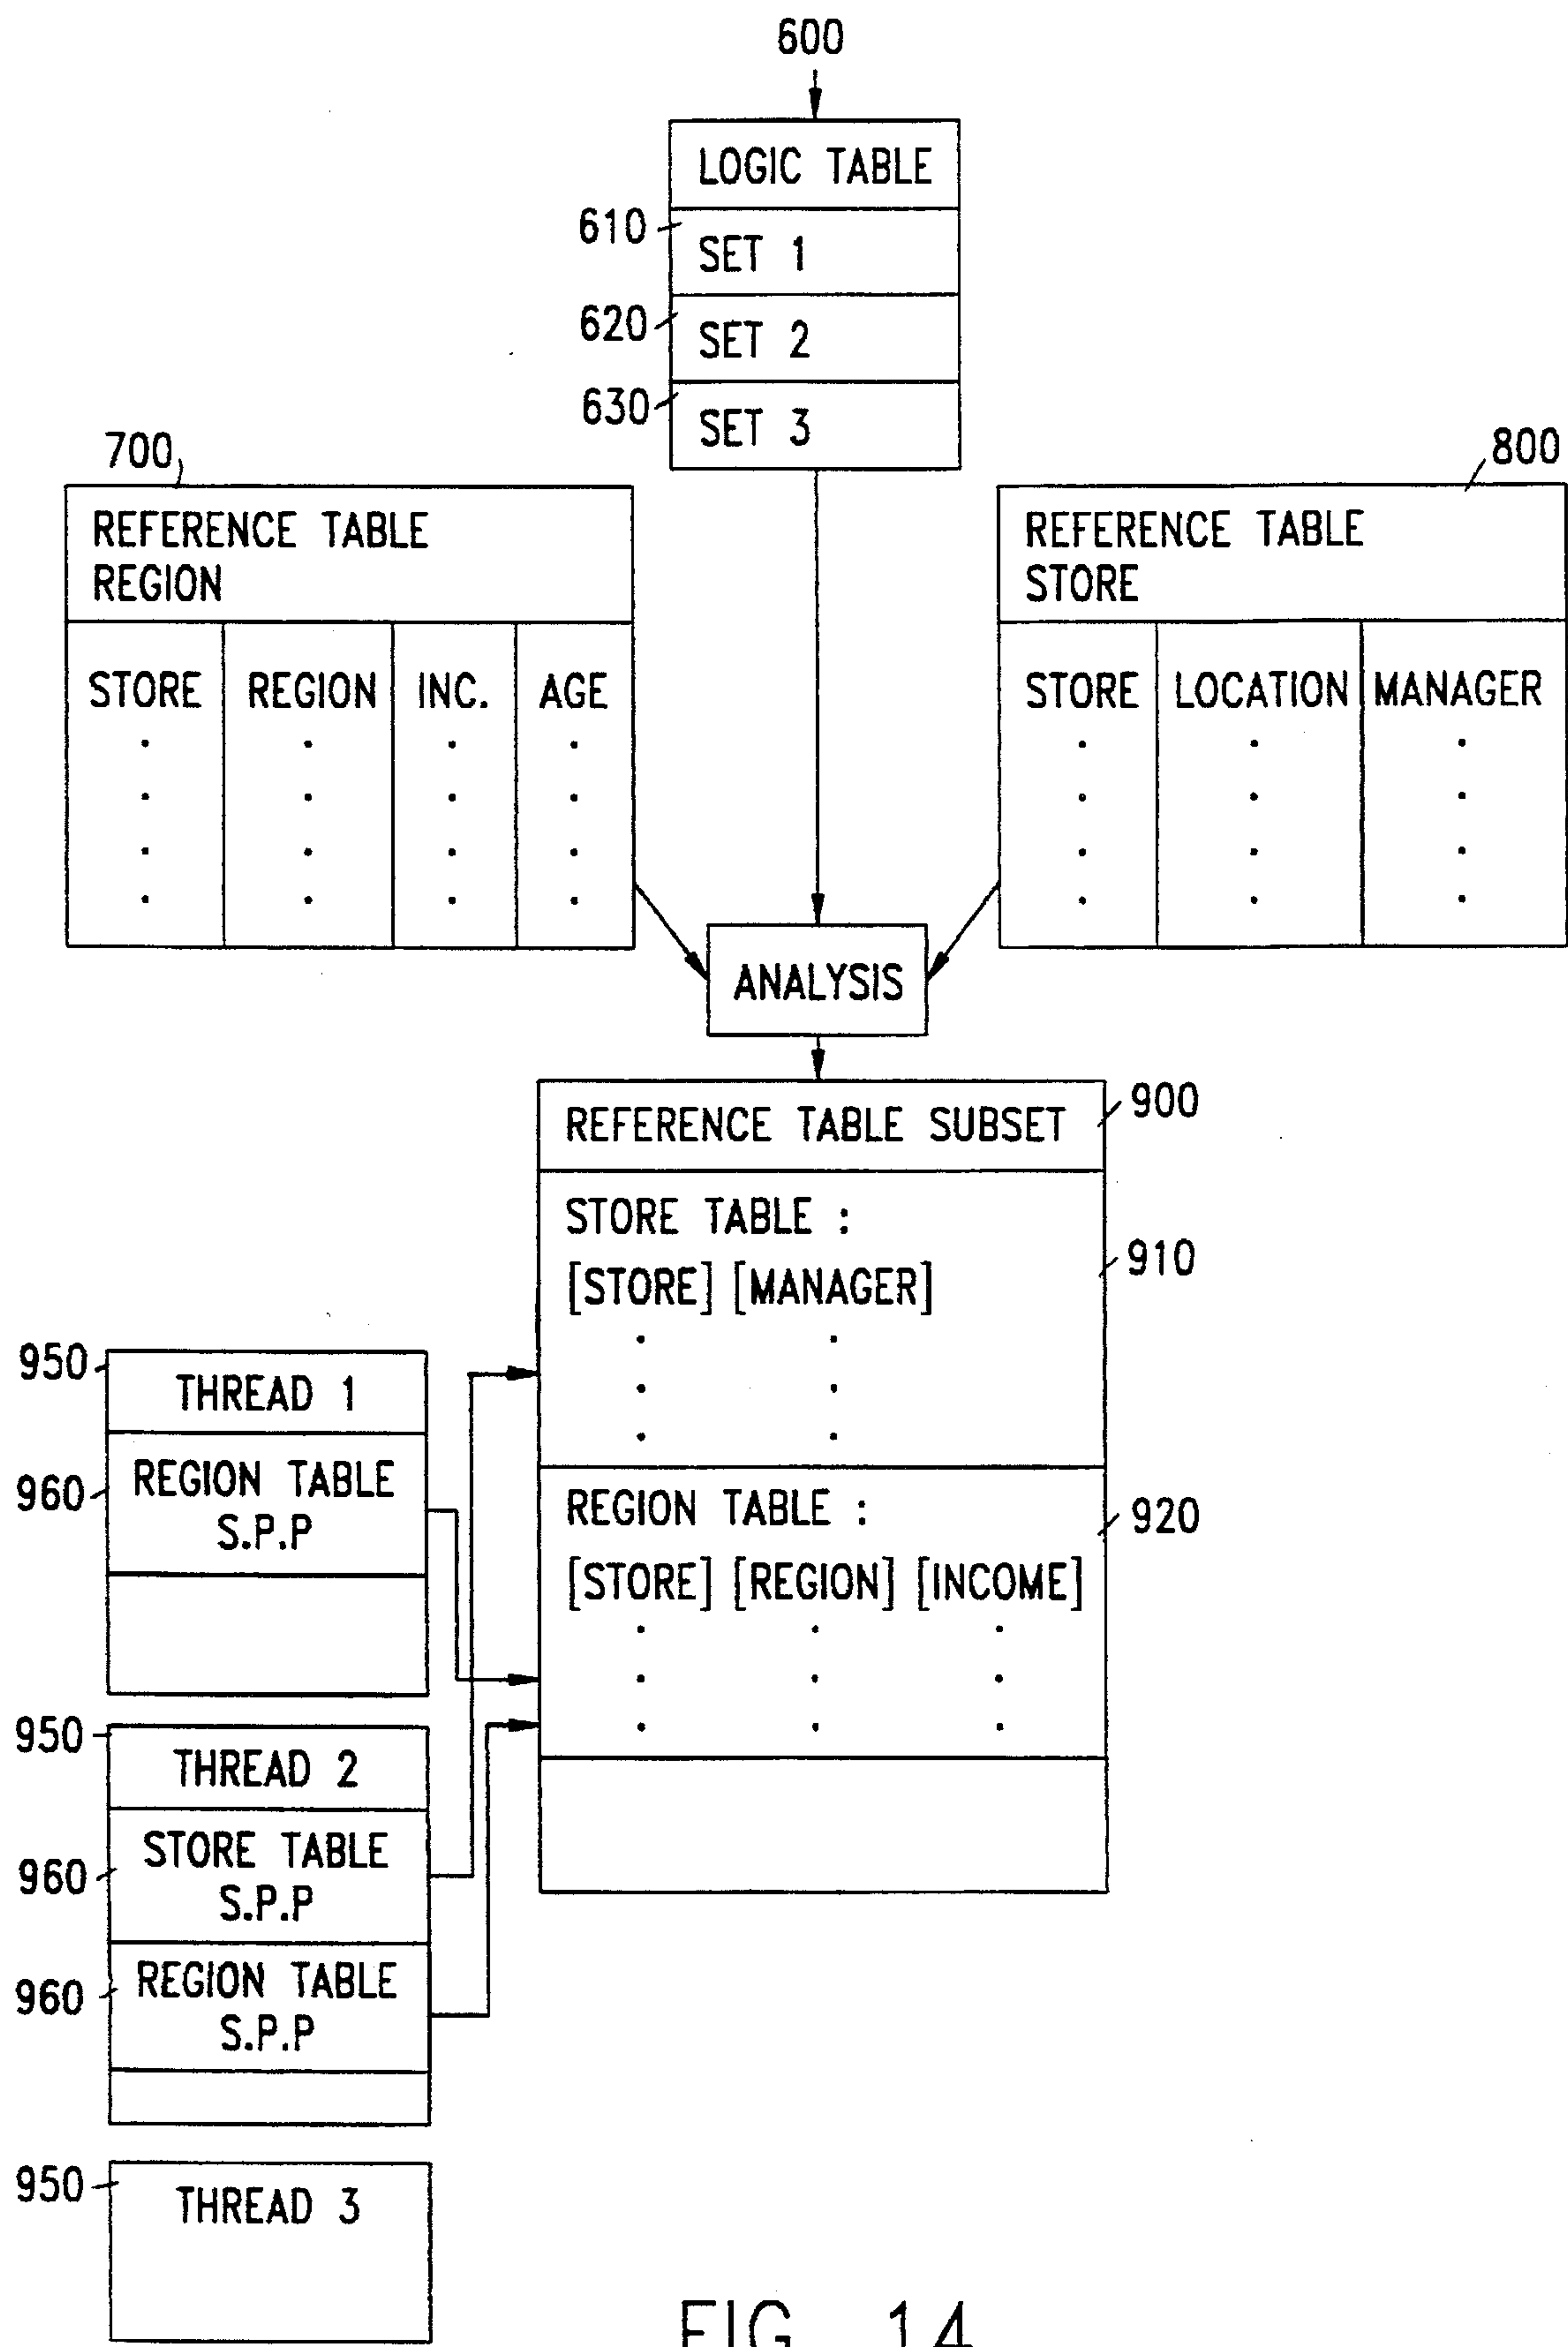 600
LOGIC TABLE
610
SET 1
620
SET 2
630
SET 3
700
REFERENCE TABLE
REGION
STORE REGION INC. AGE
800
REFERENCE TABLE
STORE
STORE LOCATION MANAGER
ANALYSIS
REFERENCE TABLE SUBSET
900
STORE TABLE :
[STORE] [MANAGER]
910
REGION TABLE :
[STORE] [REGION] [INCOME]
920
950
THREAD 1
960
REGION TABLE
S.P.P
950
THREAD 2
960
STORE TABLE
S.P.P
960
REGION TABLE
S.P.P
950
THREAD 3
FIG. 14